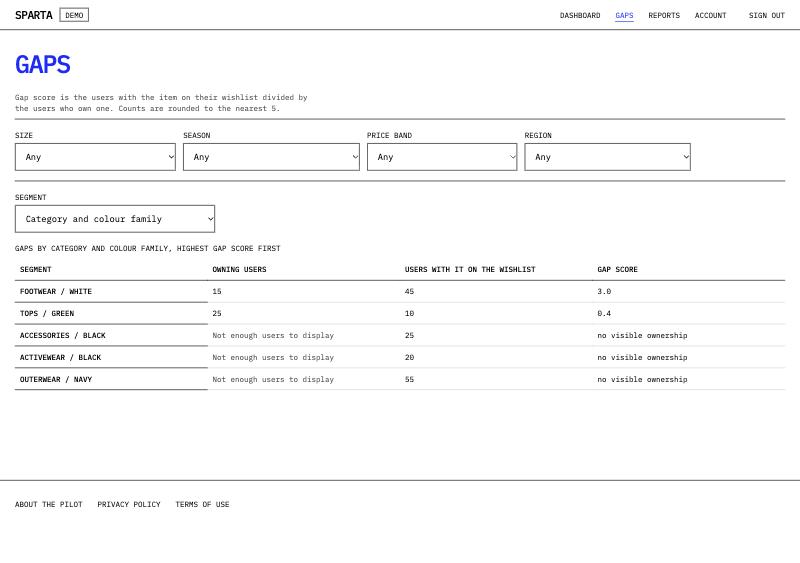 SPARTA DEMO DASHBOARD GAPS REPORTS ACCOUNT SIGN OUT
GAPS
Gap score is the users with the item on their wishlist divided by
the users who own one. Counts are rounded to the nearest 5.
SIZE SEASON PRICE BAND REGION
Any Any Any Any
SEGMENT
Category and colour family
GAPS BY CATEGORY AND COLOUR FAMILY, HIGHEST GAP SCORE FIRST
SEGMENT OWNING USERS USERS WITH IT ON THE WISHLIST GAP SCORE
FOOTWEAR / WHITE 15 45 3.0
TOPS / GREEN 25 10 0.4
ACCESSORIES / BLACK Not enough users to display 25 no visible ownership
ACTIVEWEAR / BLACK Not enough users to display 20 no visible ownership
OUTERWEAR / NAVY Not enough users to display 55 no visible ownership
ABOUT THE PILOT PRIVACY POLICY TERMS OF USE